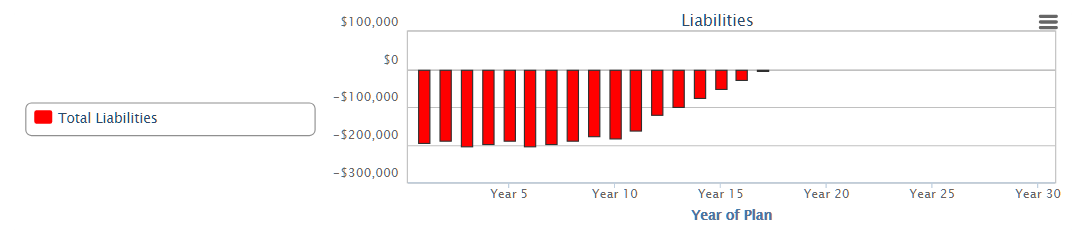 Liabilities
$100,000
$0
-$100,000
-$200,000
-$300,000
Total Liabilities
Year 5 Year 10 Year 15 Year 20 Year 25 Year 30
Year of Plan